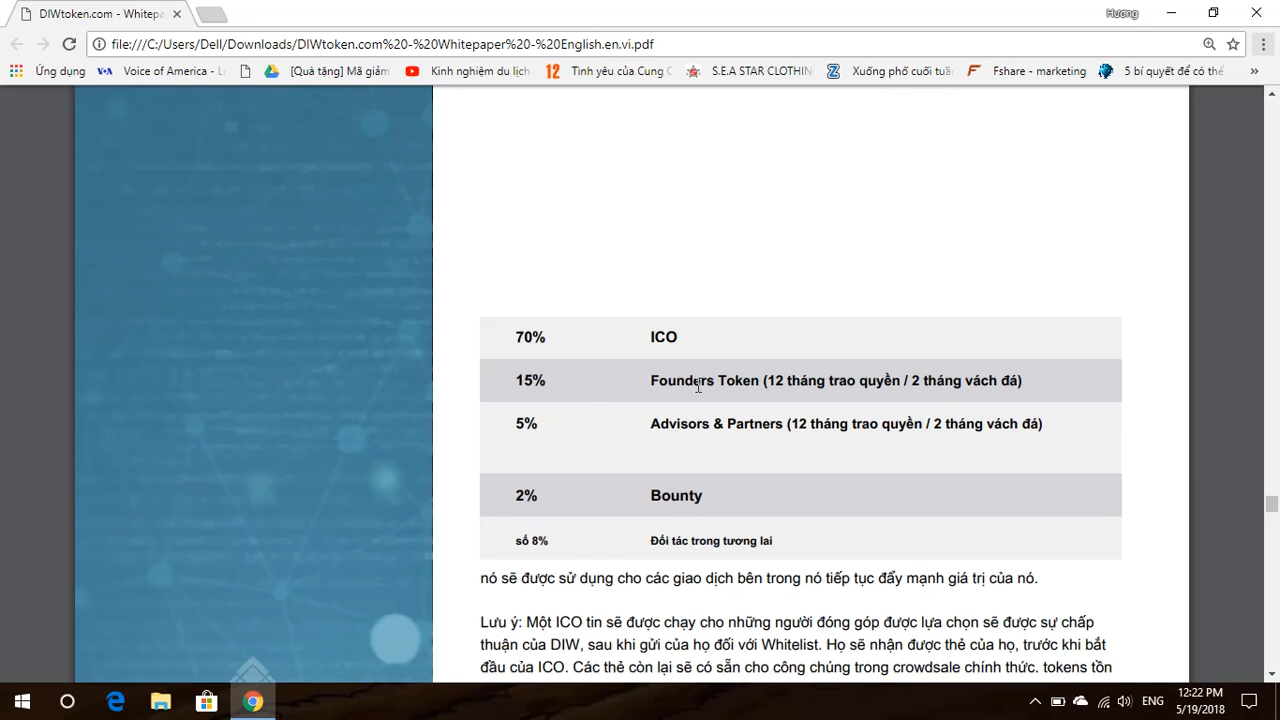 DIWtoken.com - Whitepa
Hương
file:///C:/Users/Dell/Downloads/DIWtoken.com%20-%20Whitepaper%20-%20English.en.vi.pdf
Ứng dụng VOA Voice of America - L [Quà tặng] Mã giảm Kinh nghiệm du lịch 12 Tình yêu của Cung C S.E.A STAR CLOTHIN Z Xuống phố cuối tuần F Fshare - marketing 5 bí quyết để có thể »
70% ICO
15% Founders Token (12 tháng trao quyền / 2 tháng vách đá)
5% Advisors & Partners (12 tháng trao quyền / 2 tháng vách đá)
2% Bounty
số 8% Đối tác trong tương lai
nó sẽ được sử dụng cho các giao dịch bên trong nó tiếp tục đẩy mạnh giá trị của nó.
Lưu ý: Một ICO tin sẽ được chạy cho những người đóng góp được lựa chọn sẽ được sự chấp
thuận của DIW, sau khi gửi của họ đối với Whitelist. Họ sẽ nhận được thẻ của họ, trước khi bắt
đầu của ICO. Các thẻ còn lại sẽ có sẵn cho công chúng trong crowdsale chính thức. tokens tồn
ENG
12:22 PM
5/19/2018